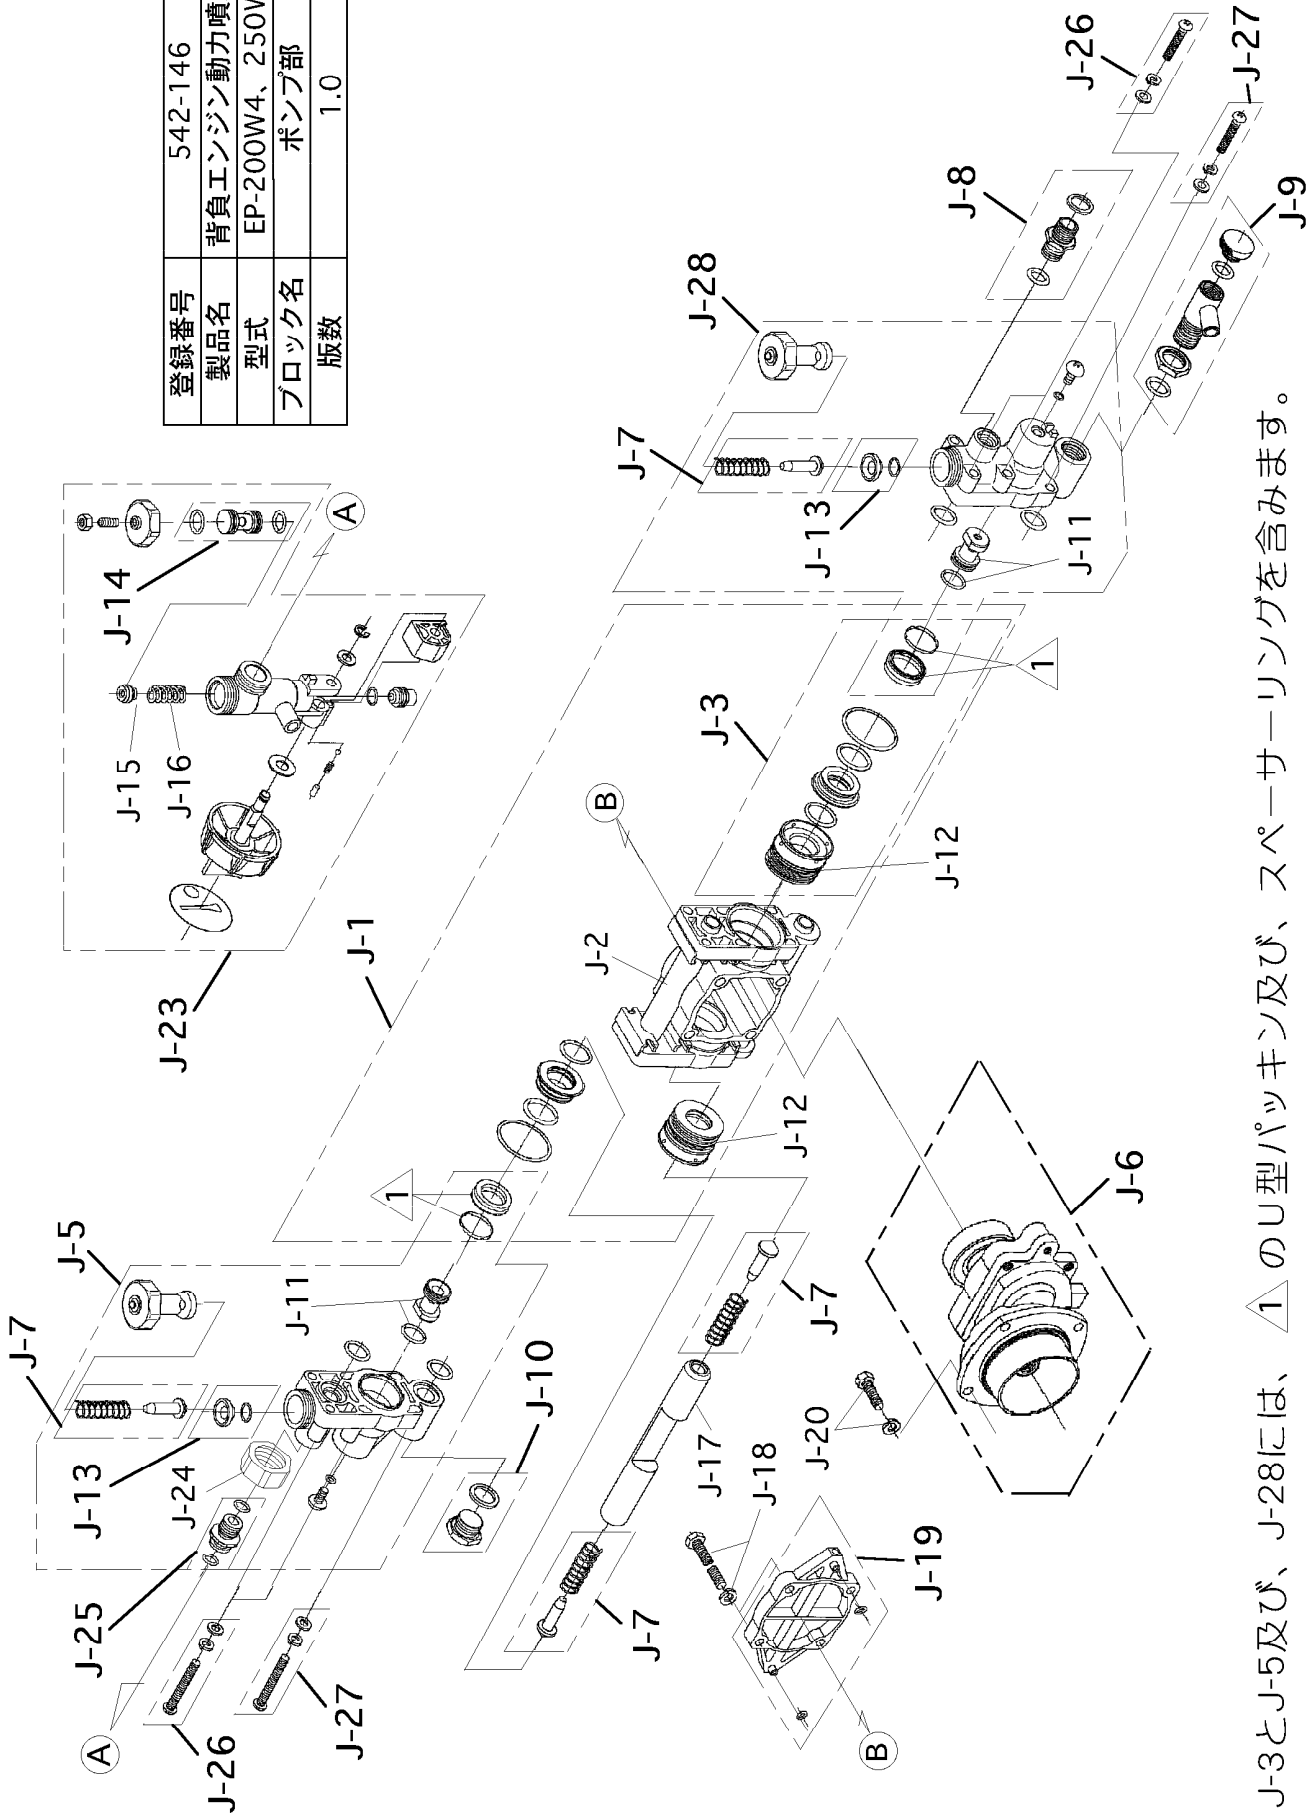 登録番号 542-146
製品名 背負エンジン動力噴
型式 EP-200W4、250W
ブロック名 ポンプ部
版数 1.0
J-7
J-5
J-13
J-25
A
J-24
J-26
J-27
J-11
J-14
J-15
J-16
A
J-23
J-1
1
J-10
J-2
B
J-7
J-28
J-7
J-3
J-13
J-17
J-18
J-12
J-7
J-20
B
J-19
J-12
J-8
1
J-11
J-26
J-6
J-27
J-9
J-3とJ-5及び、J-28には、 1 のU型パッキン及び、スペーサーリングを含みます。